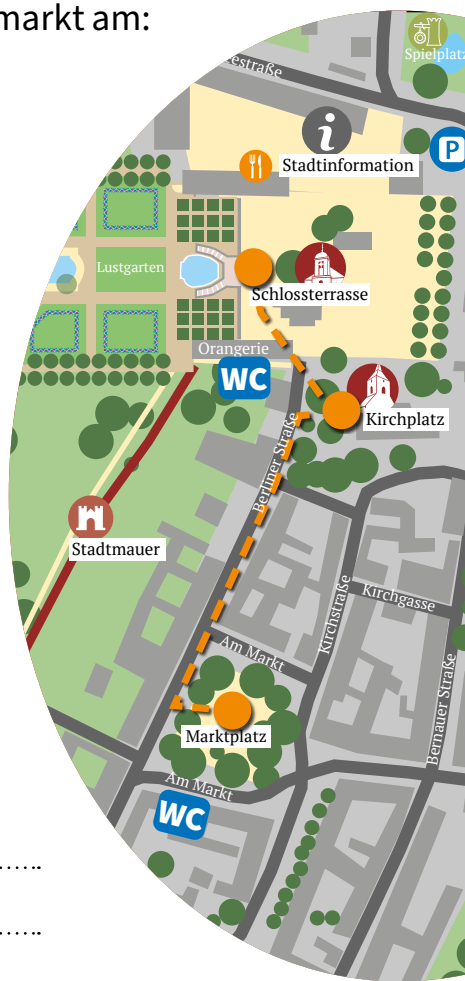 markt am:
Spielplatz
estraße
i
P
Stadtinformation
Lustgarten
Schlossterrasse
Orangerie
WC
Kirchplatz
Berliner Straße
Stadtmauer
Kirchgasse
Kirchstraße
Am Markt
Bernauer Straße
Marktplatz
Am Markt
WC
......
......